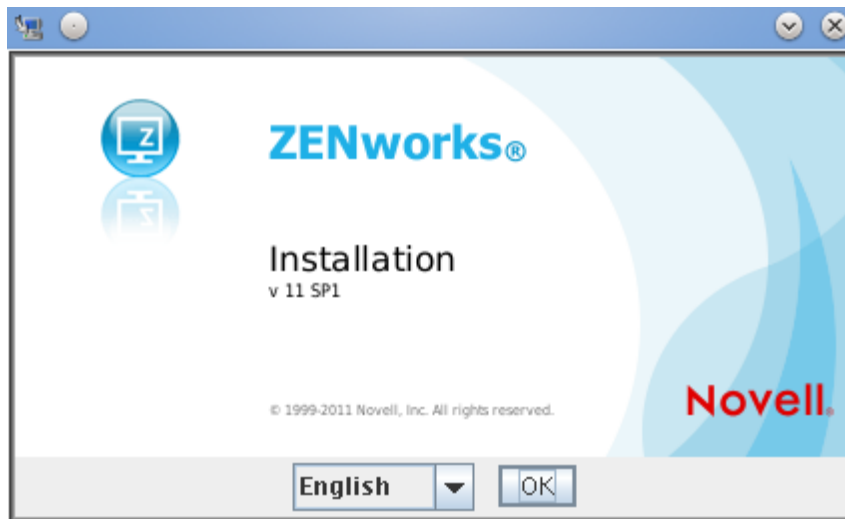 Z
ZENworks®
Installation
v 11 SP1
© 1999-2011 Novell, Inc. All rights reserved.
Novell®
English
OK